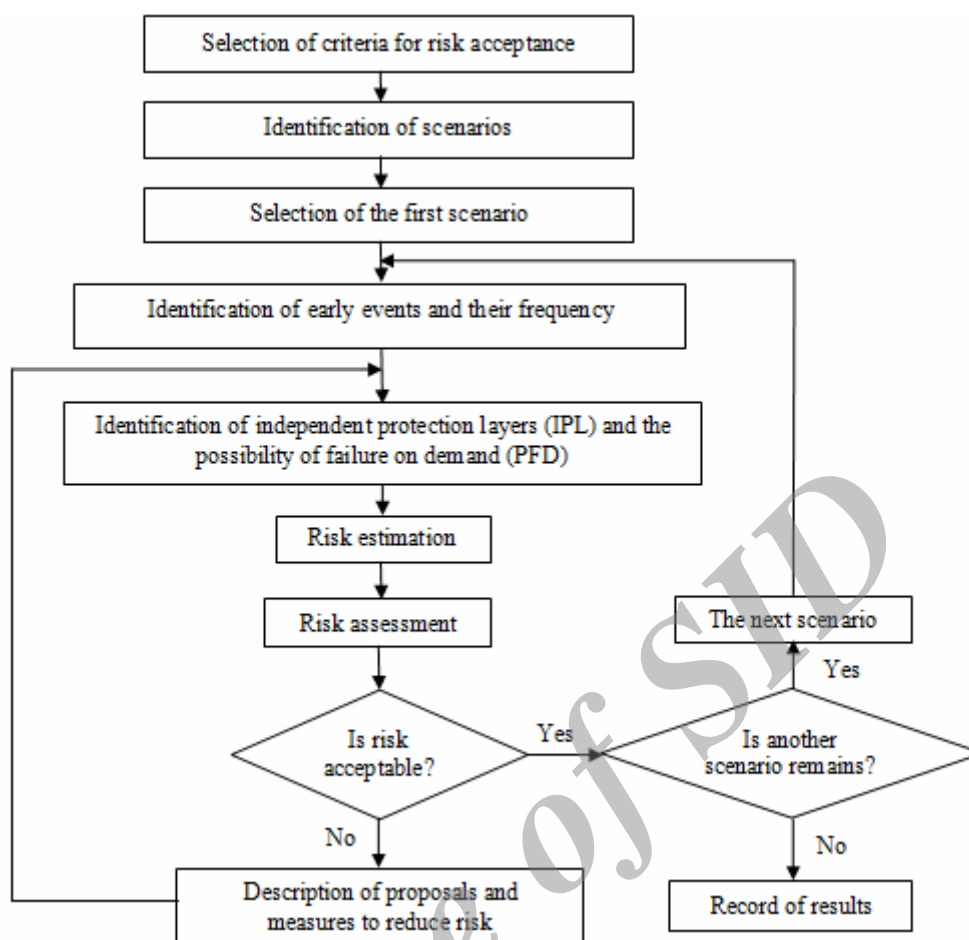 Selection of criteria for risk acceptance
Identification of scenarios
Selection of the first scenario
Identification of early events and their frequency
Identification of independent protection layers (IPL) and the
possibility of failure on demand (PFD)
Risk estimation
Risk assessment
The next scenario
Yes
Is risk
acceptable?
Yes
Is another
scenario remains?
No
No
Description of proposals and
measures to reduce risk
Record of results
e of SID